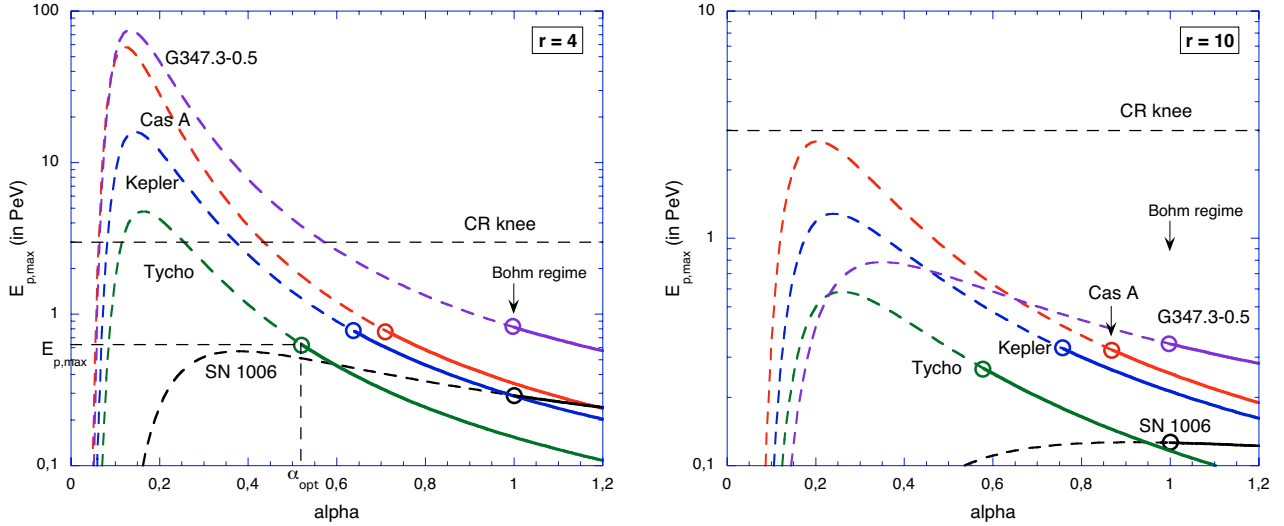 100
10
1
0,1
E p,max (in PeV)
E p,max
r = 4
G347.3-0.5
Cas A
Kepler
CR knee
Tycho
Bohm regime
SN 1006
0 0,2 0,4 α opt 0,6 0,8 1 1,2
alpha
10
1
0,1
E p,max (in PeV)
r = 10
CR knee
Bohm regime
Cas A
G347.3-0.5
Kepler
Tycho
SN 1006
0 0,2 0,4 0,6 0,8 1 1,2
alpha